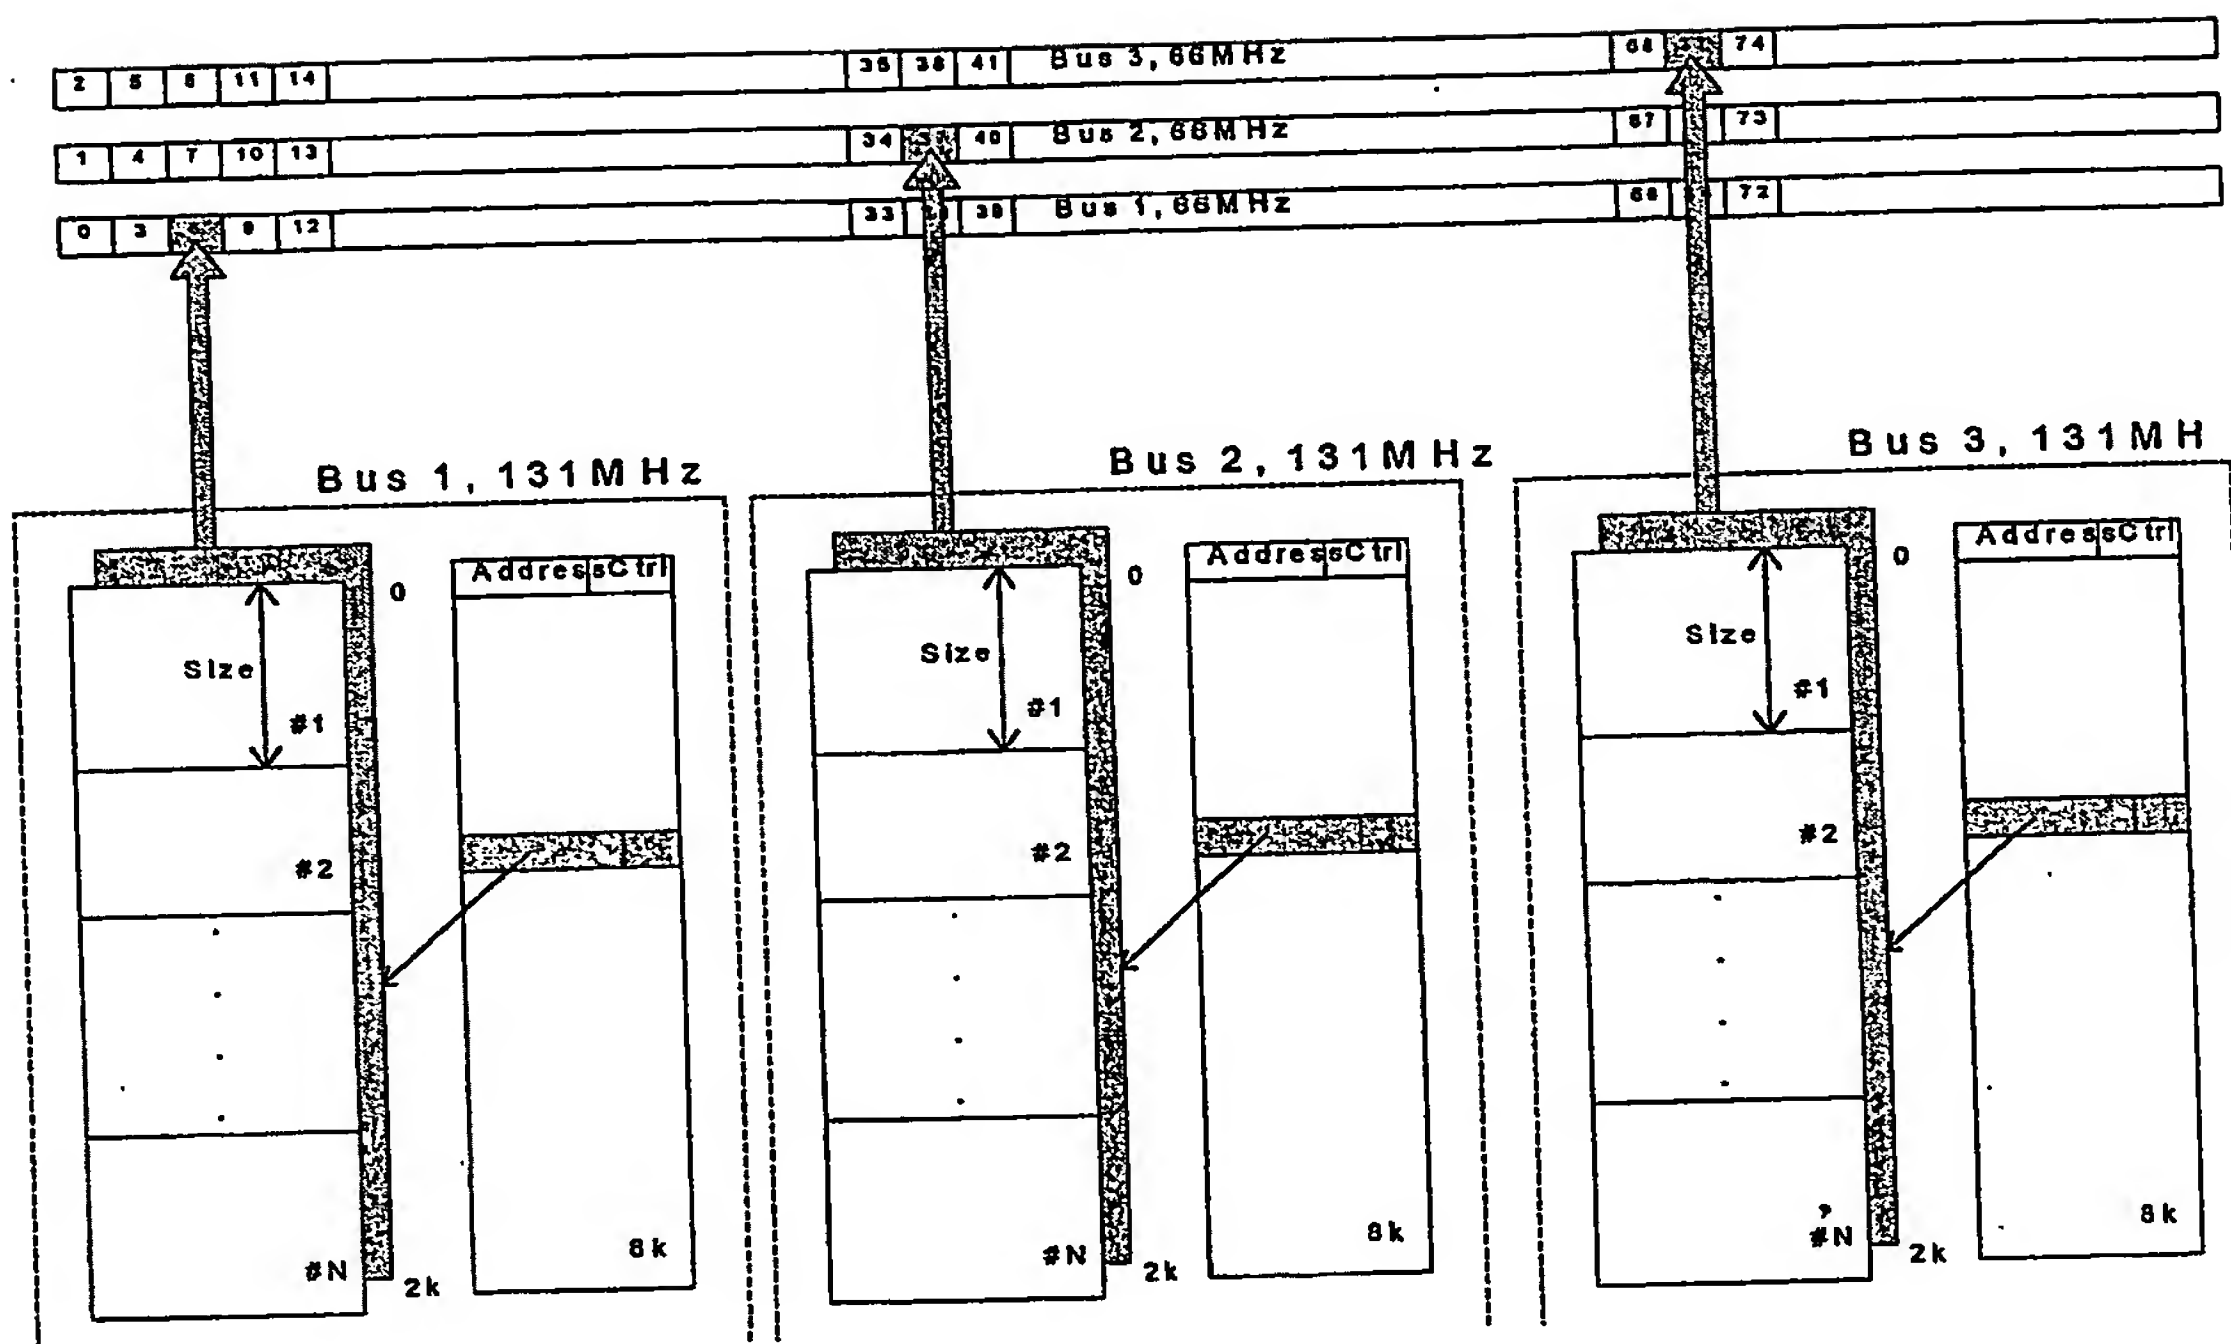 2 5 8 11 14 35 38 41 Bus 3, 66MHz 68 74
1 4 7 10 13 34 40 Bus 2, 66MHz 67 73
0 3 9 12 33 39 Bus 1, 66MHz 66 72
Bus 1, 131MHz
Bus 2, 131MHz
Bus 3, 131MH
AddressCtrl
0
Size
#1
#2
#N
2k
8k
AddressCtrl
0
Size
#1
#2
#N
2k
8k
AddressCtrl
0
Size
#1
#2
#N
2k
8k